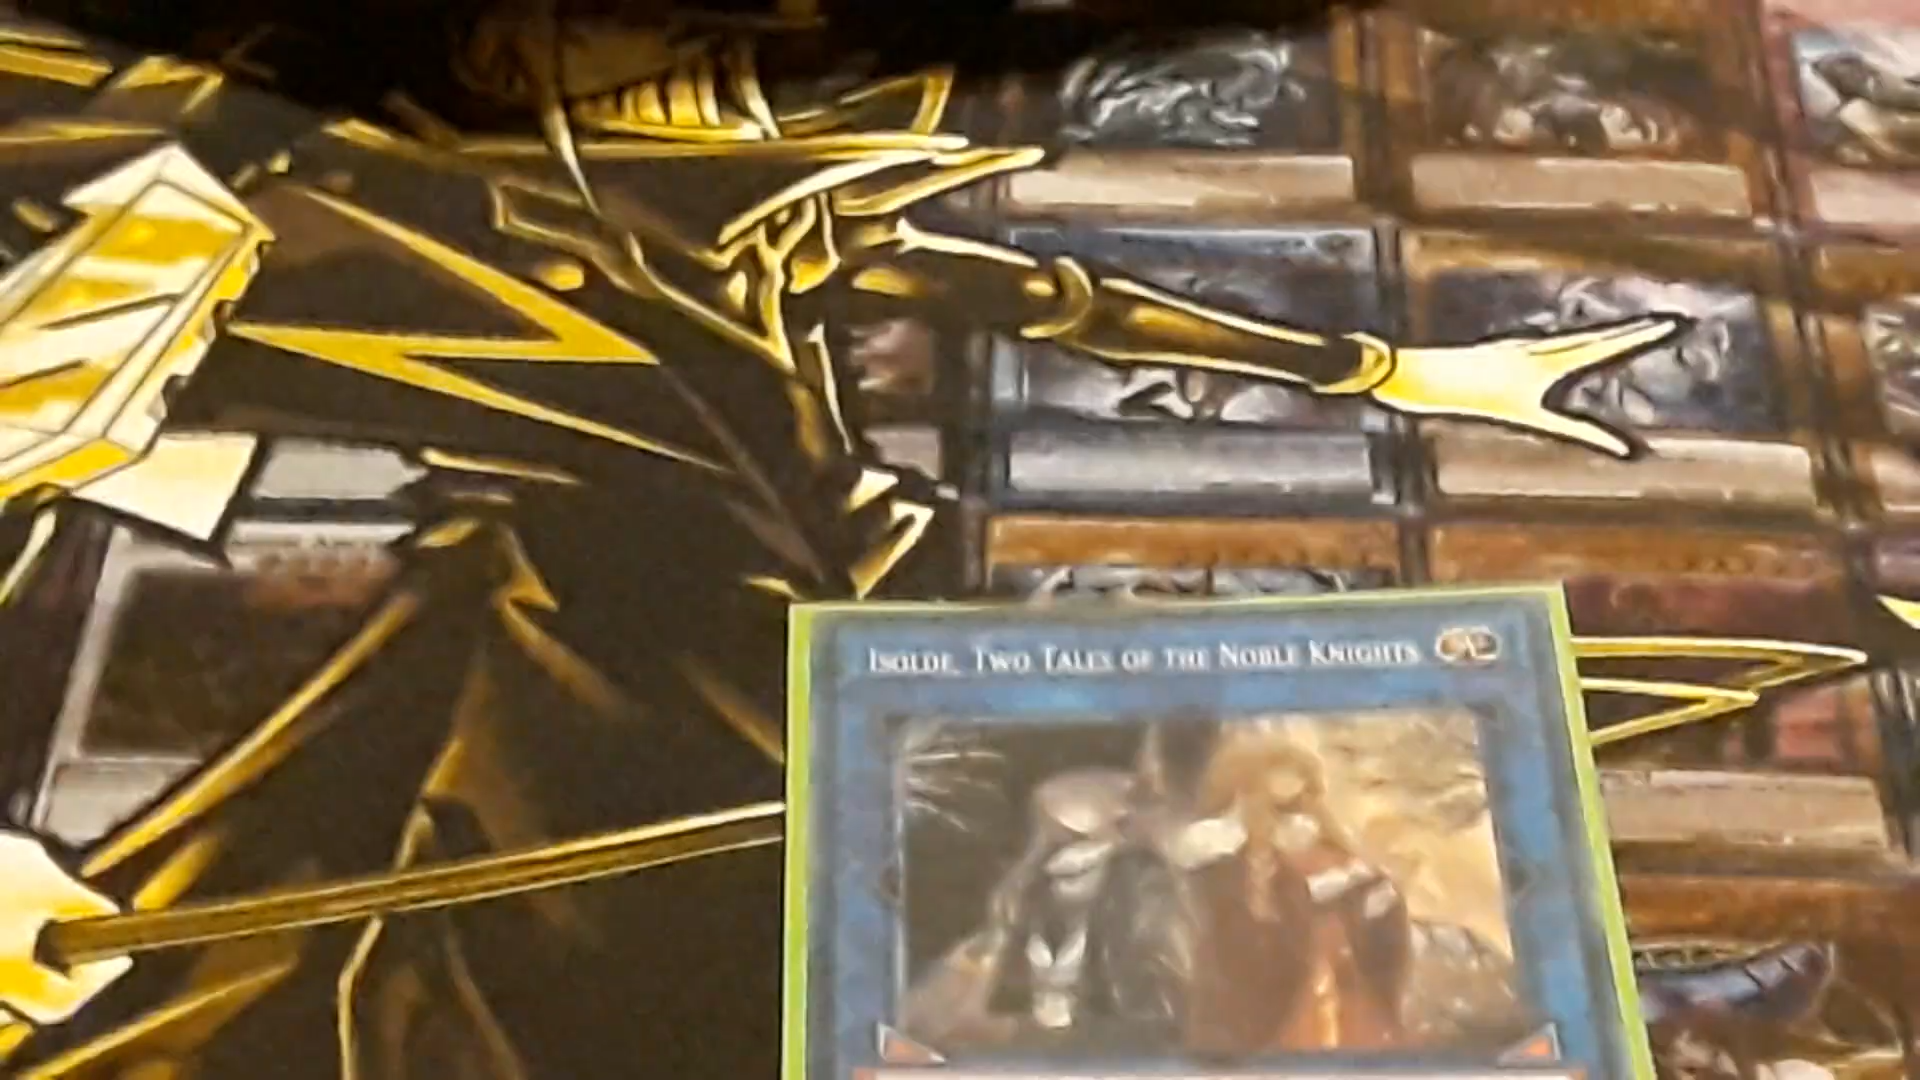 Isolde, Two Tales of the Noble Knights